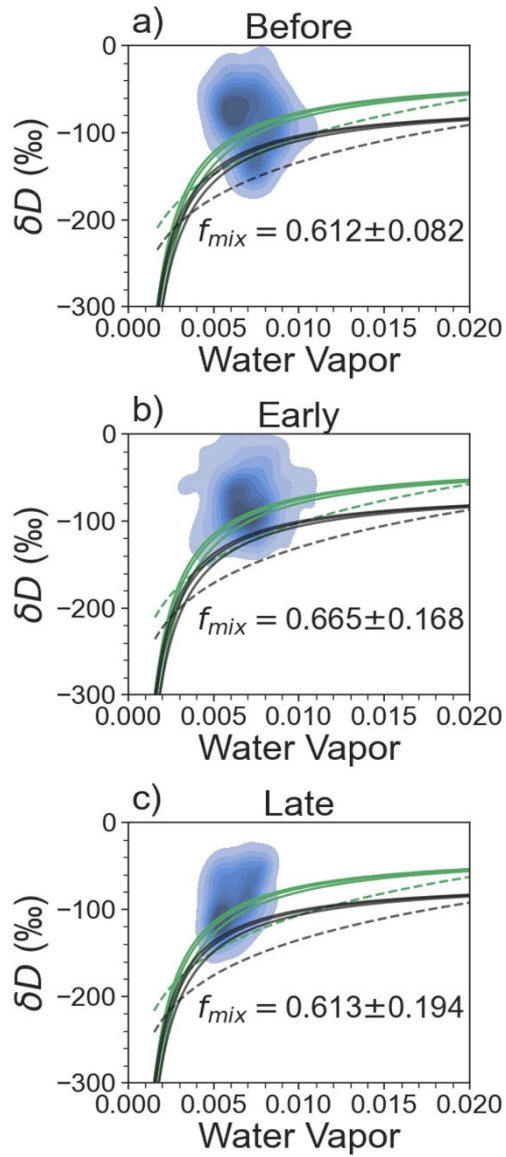 a) Before
0
−100
−200
−300
δD (‰)
f_mix = 0.612±0.082
0.000 0.005 0.010 0.015 0.020
Water Vapor
b) Early
0
−100
−200
−300
δD (‰)
f_mix = 0.665±0.168
0.000 0.005 0.010 0.015 0.020
Water Vapor
c) Late
0
−100
−200
−300
δD (‰)
f_mix = 0.613±0.194
0.000 0.005 0.010 0.015 0.020
Water Vapor